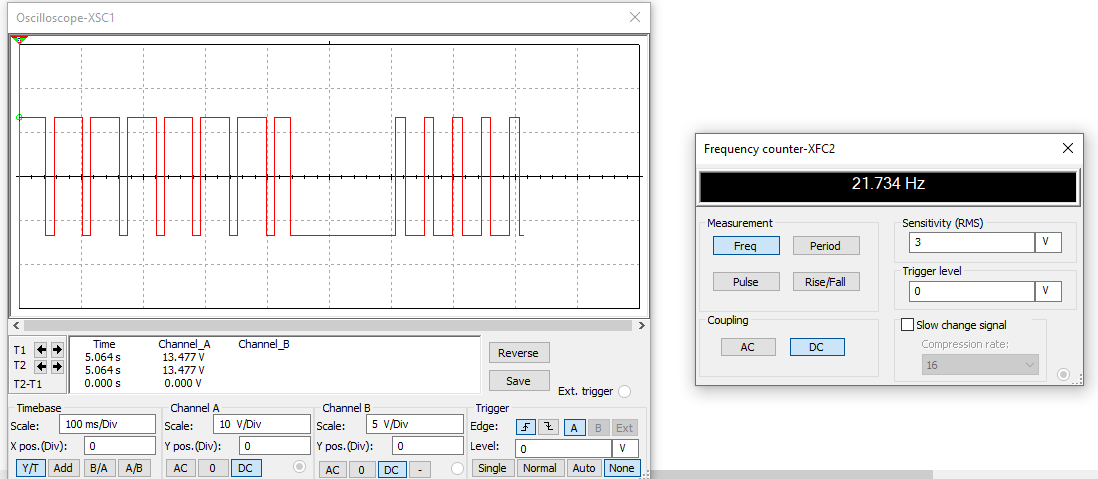 Oscilloscope-XSC1
Time Channel_A Channel_B
T1 5.064 s 13.477 V
T2 5.064 s 13.477 V
T2-T1 0.000 s 0.000 V
Reverse
Save
Ext. trigger
Timebase
Scale: 100 ms/Div
X pos.(Div): 0
Y/T Add B/A A/B
Channel A
Scale: 10 V/Div
Y pos.(Div): 0
AC 0 DC
Channel B
Scale: 5 V/Div
Y pos.(Div): 0
AC 0 DC -
Trigger
Edge: A B Ext
Level: 0 V
Single Normal Auto None
Frequency counter-XFC2
21.734 Hz
Measurement
Freq Period
Pulse Rise/Fall
Coupling
AC DC
Sensitivity (RMS)
3 V
Trigger level
0 V
Slow change signal
Compression rate:
16